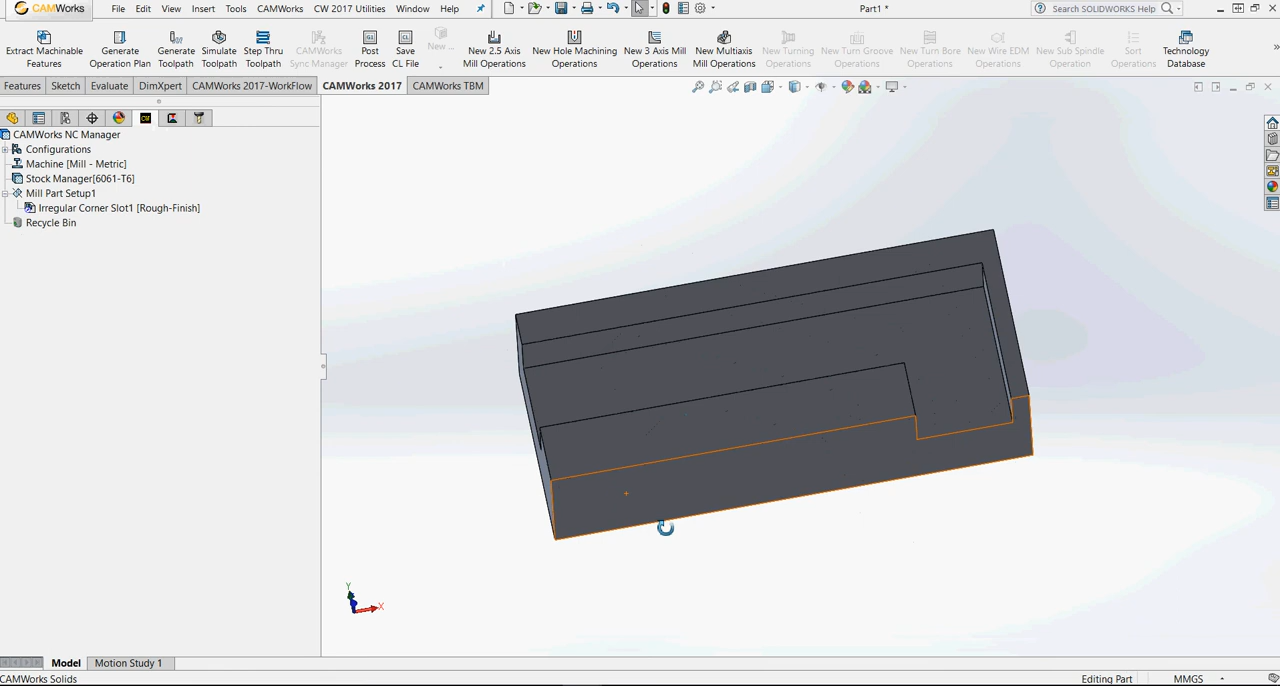 CAMWorks File Edit View Insert Tools CAMWorks CW 2017 Utilities Window Help Part1 * Search SOLIDWORKS Help
Extract Machinable Features
Generate Operation Plan
Generate Toolpath
Simulate Toolpath
Step Thru Toolpath
CAMWorks Sync Manager
Post Process
Save CL File
New ...
New 2.5 Axis Mill Operations
New Hole Machining Operations
New 3 Axis Mill Operations
New Multiaxis Mill Operations
New Turning Operations
New Turn Groove Operations
New Turn Bore Operations
New Wire EDM Operations
New Sub Spindle Operations
Sort Operations
Technology Database
Features Sketch Evaluate DimXpert CAMWorks 2017-WorkFlow CAMWorks 2017 CAMWorks TBM
CAMWorks NC Manager
Configurations
Machine [Mill - Metric]
Stock Manager[6061-T6]
Mill Part Setup1
Irregular Corner Slot1 [Rough-Finish]
Recycle Bin
Y
X
Model Motion Study 1
CAMWorks Solids Editing Part MMGS